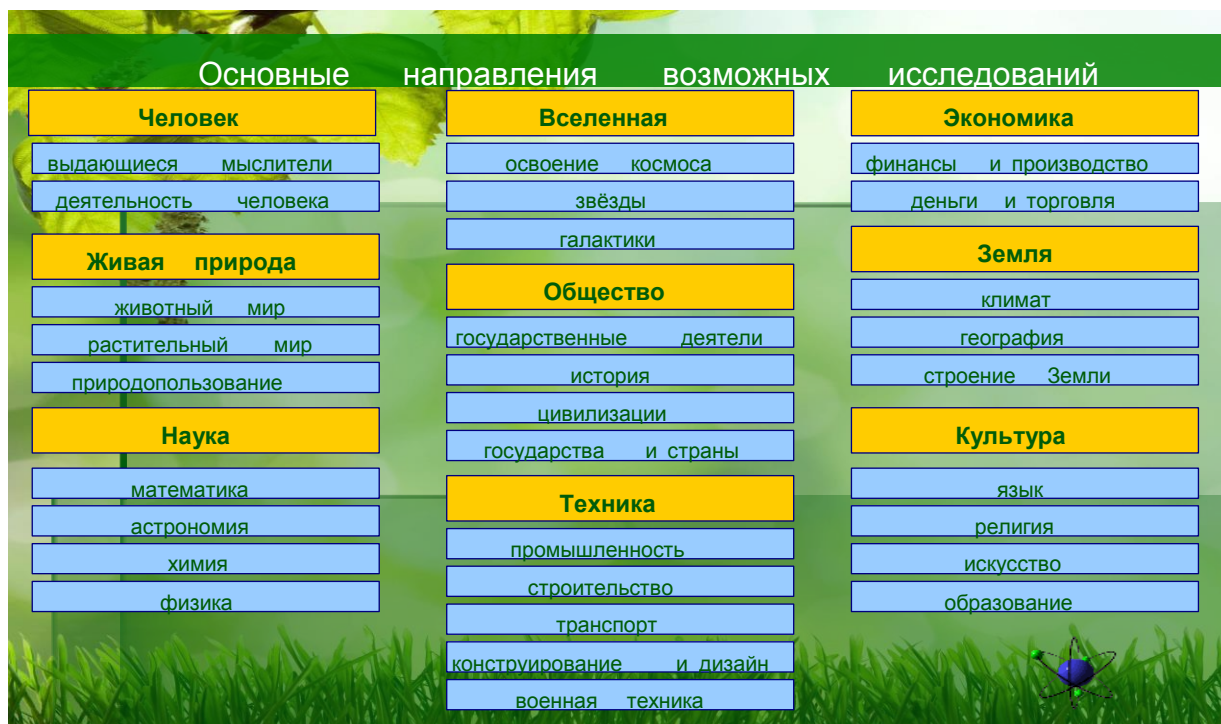 Основные направления возможных исследований
Человек
выдающиеся мыслители
деятельность человека
Живая природа
животный мир
растительный мир
природопользование
Наука
математика
астрономия
химия
физика
Вселенная
освоение космоса
звёзды
галактики
Общество
государственные деятели
история
цивилизации
государства и страны
Техника
промышленность
строительство
транспорт
конструирование и дизайн
военная техника
Экономика
финансы и производство
деньги и торговля
Земля
климат
география
строение Земли
Культура
язык
религия
искусство
образование